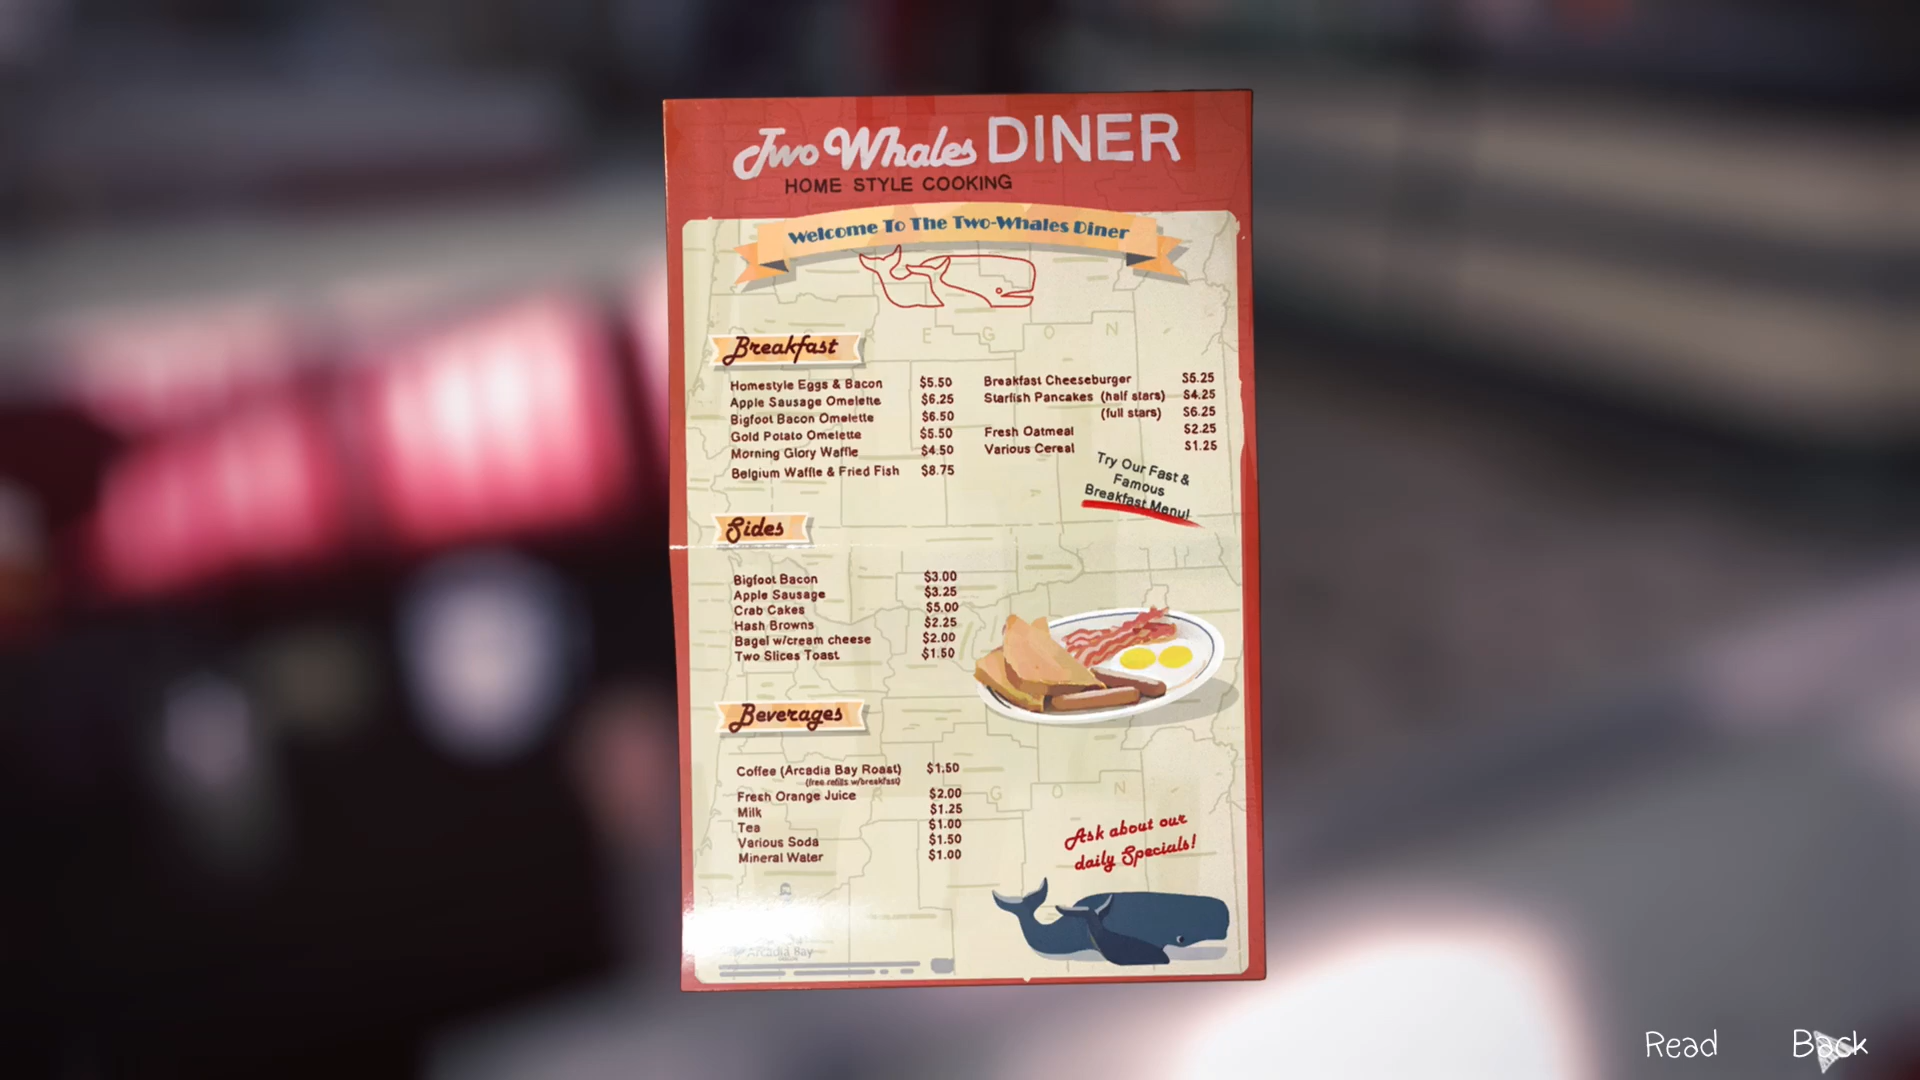 Two Whales DINER
HOME STYLE COOKING
Welcome To The Two-Whales Diner
E G O N
Breakfast
Homestyle Eggs & Bacon $5.50
Apple Sausage Omelette $6.25
Bigfoot Bacon Omelette $6.50
Gold Potato Omelette $5.50
Morning Glory Waffle $4.50
Belgium Waffle & Fried Fish $8.75
Breakfast Cheeseburger $5.25
Starfish Pancakes (half stars) $4.25
(full stars) $6.25
Fresh Oatmeal $2.25
Various Cereal $1.25
Try Our Fast &
Famous
Breakfast Menu!
Sides
Bigfoot Bacon $3.00
Apple Sausage $3.25
Crab Cakes $5.00
Hash Browns $2.25
Bagel w/cream cheese $2.00
Two Slices Toast $1.50
Beverages
Coffee (Arcadia Bay Roast) $1.50
(free refills w/breakfast)
Fresh Orange Juice $2.00
Milk $1.25
Tea $1.00
Various Soda $1.50
Mineral Water $1.00
R G O N
Ask about our
daily Specials!
Arcadia Bay
Read Back